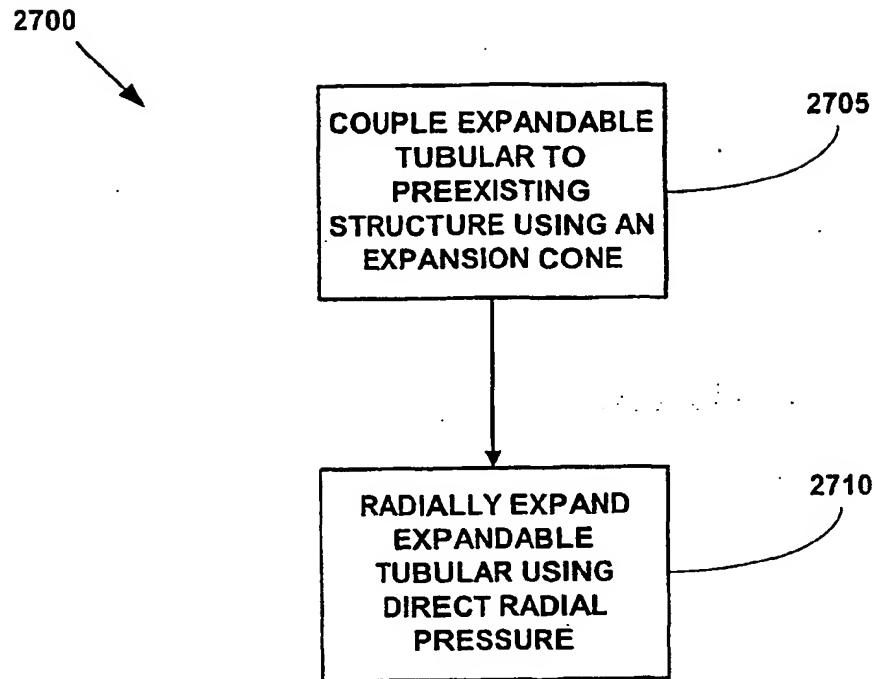 2700
COUPLE EXPANDABLE
TUBULAR TO
PREEXISTING
STRUCTURE USING AN
EXPANSION CONE
2705
RADIALLY EXPAND
EXPANDABLE
TUBULAR USING
DIRECT RADIAL
PRESSURE
2710